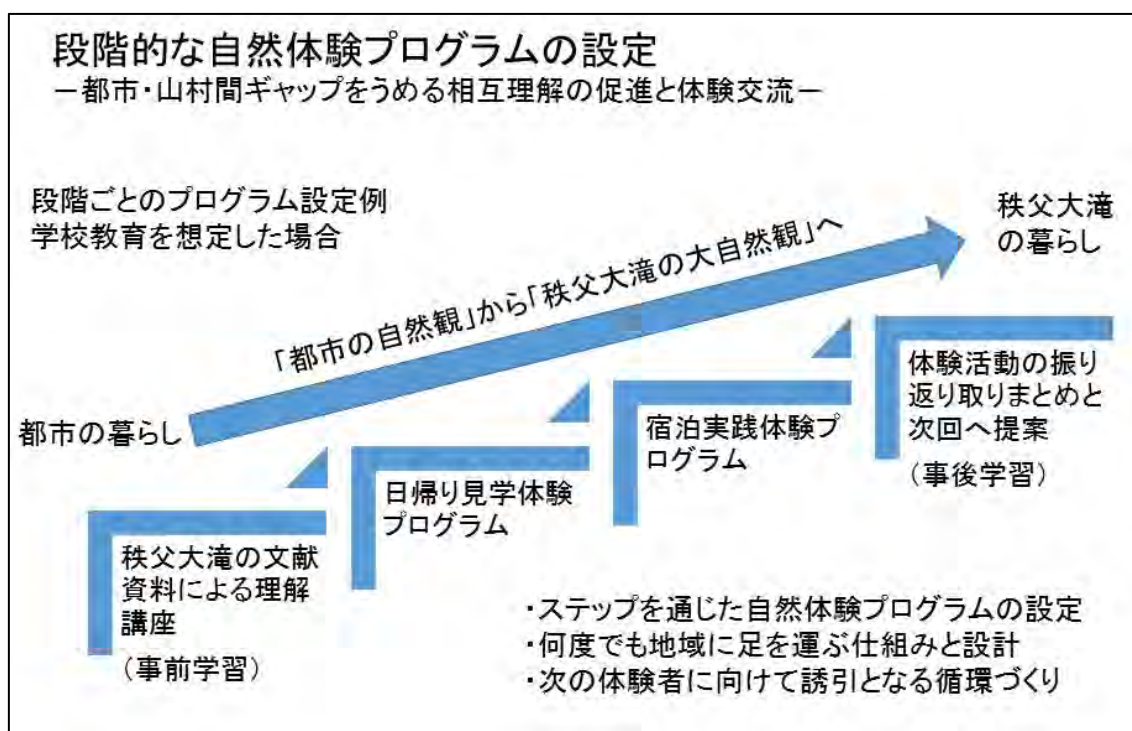 段階的な自然体験プログラムの設定
－都市・山村間ギャップをうめる相互理解の促進と体験交流－
段階ごとのプログラム設定例
学校教育を想定した場合
秩父大滝
の暮らし
「都市の自然観」から「秩父大滝の大自然観」へ
都市の暮らし
秩父大滝の文献
資料による理解
講座
（事前学習）
日帰り見学体験
プログラム
宿泊実践体験プ
ログラム
体験活動の振り
返り取りまとめと
次回へ提案
（事後学習）
・ステップを通じた自然体験プログラムの設定
・何度でも地域に足を運ぶ仕組みと設計
・次の体験者に向けて誘引となる循環づくり